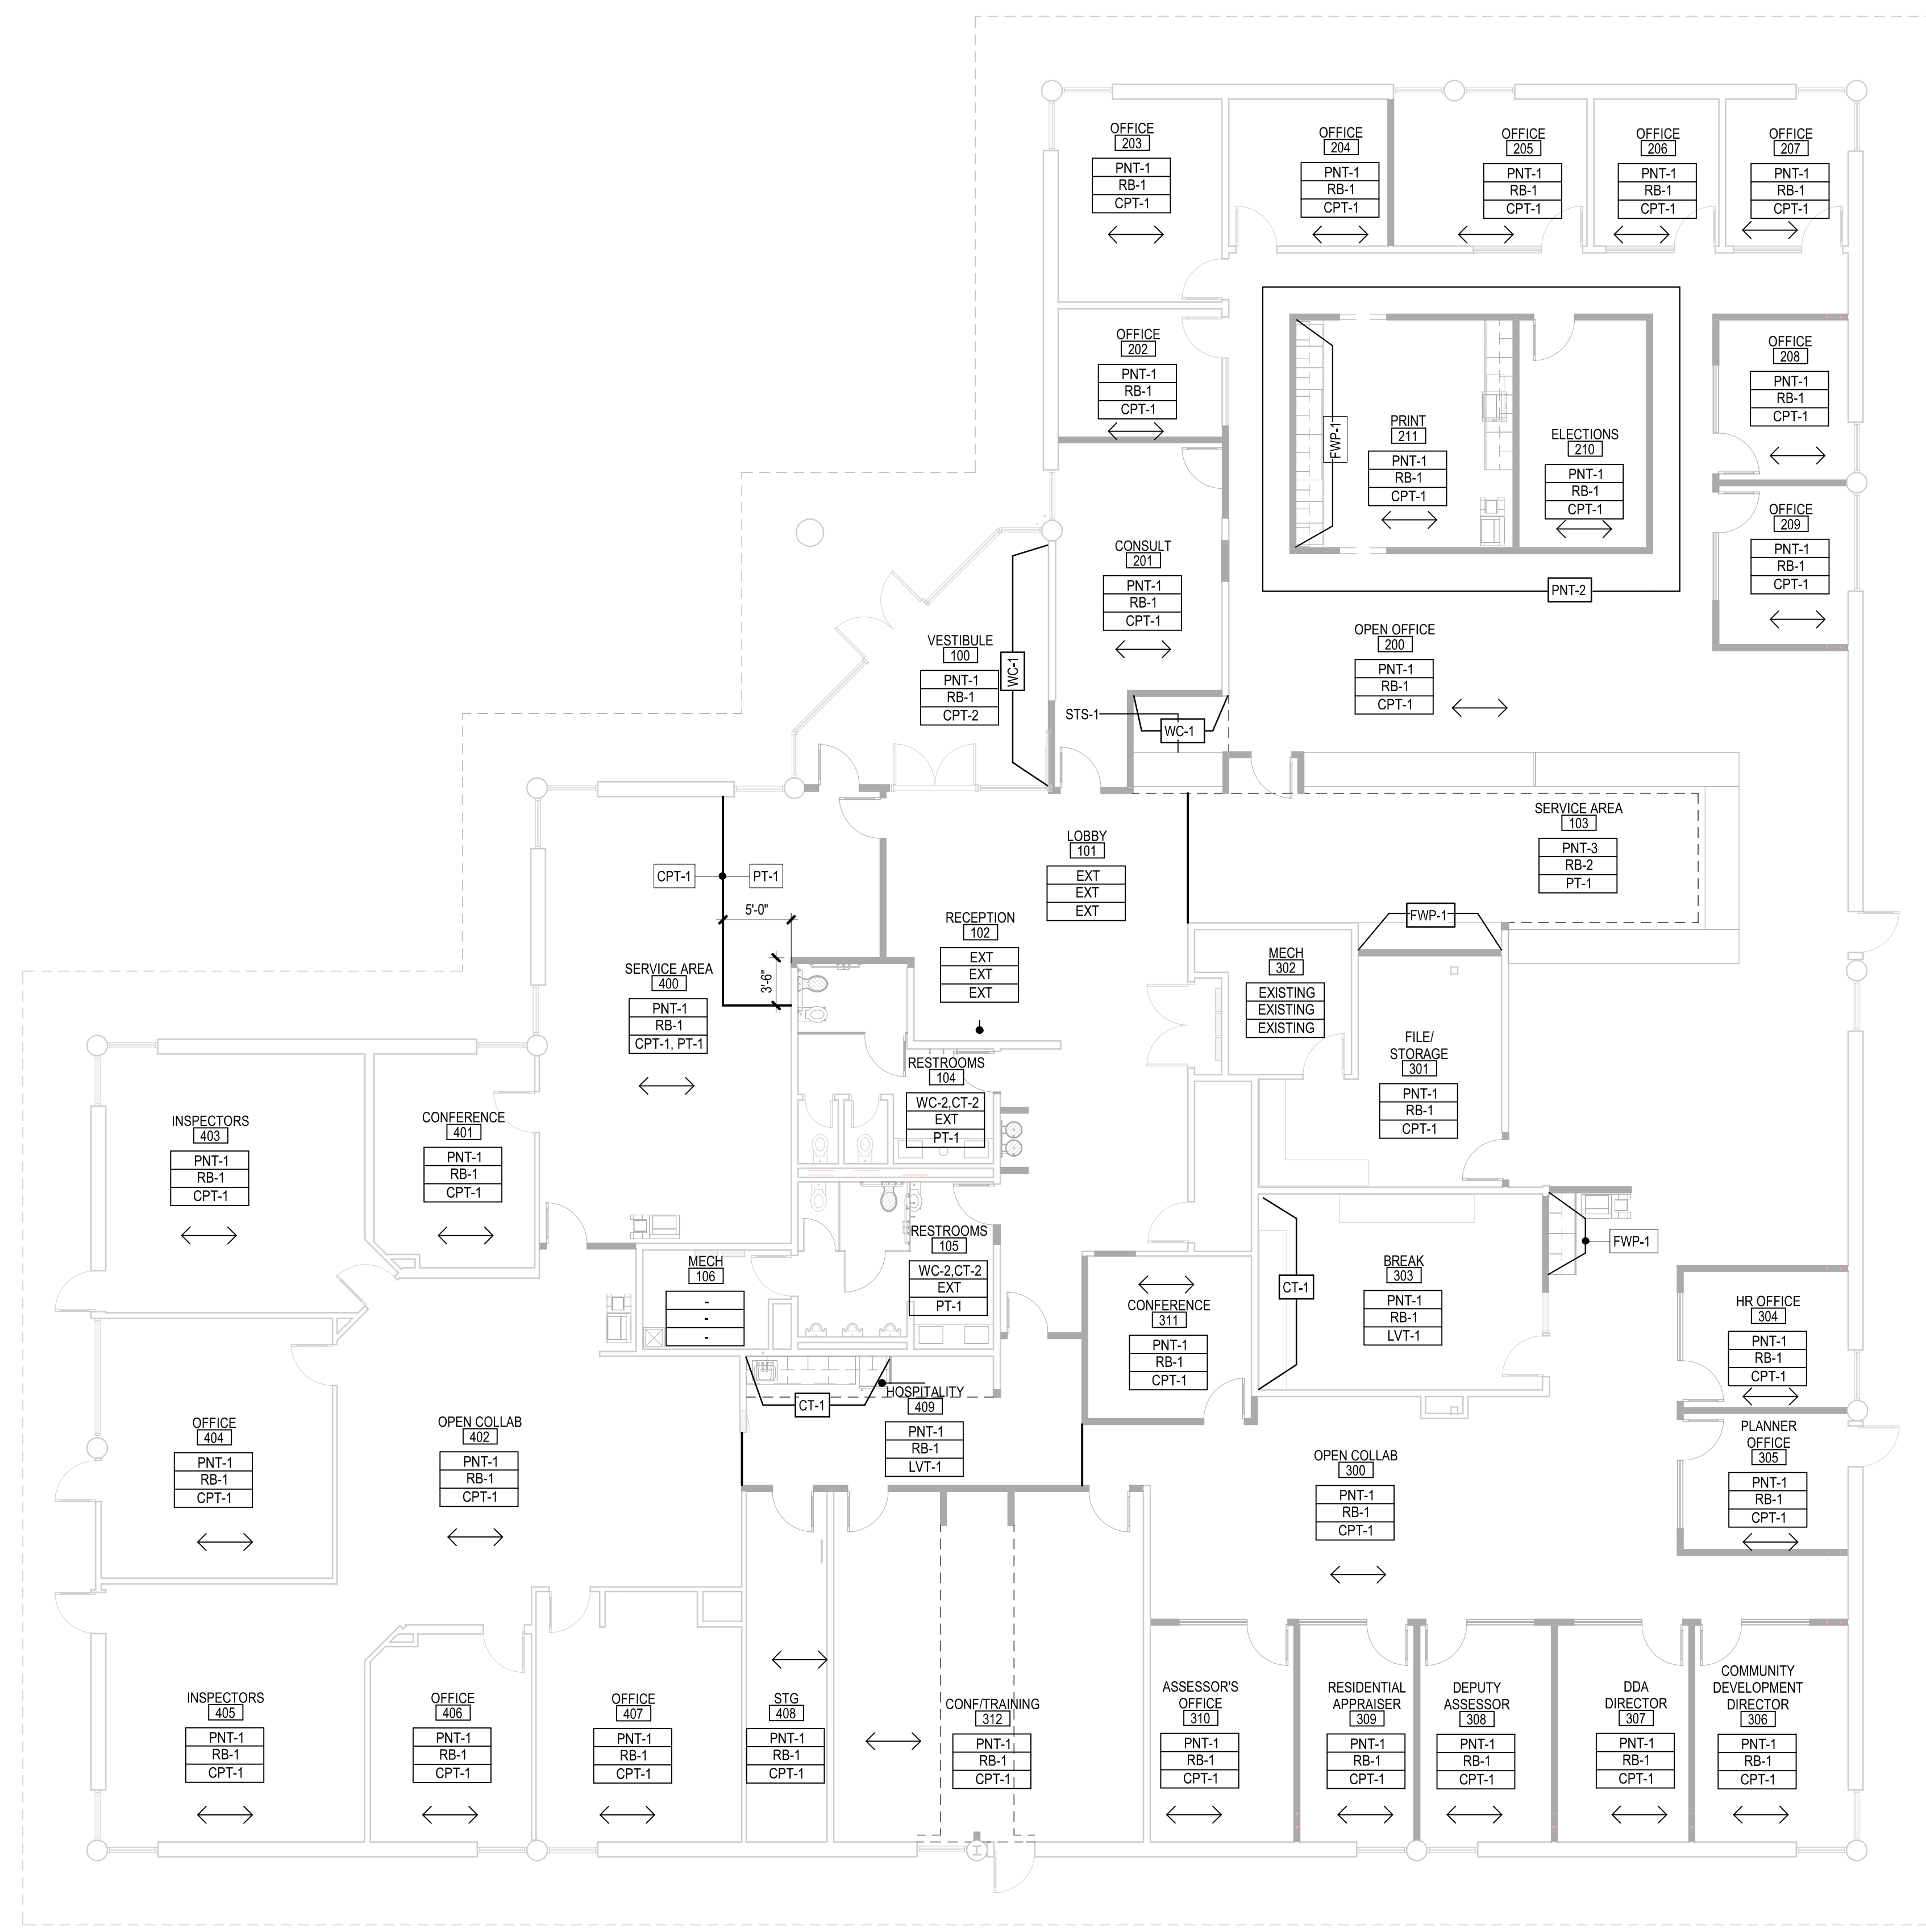 OFFICE
203
PNT-1
RB-1
CPT-1
OFFICE
204
PNT-1
RB-1
CPT-1
OFFICE
205
PNT-1
RB-1
CPT-1
OFFICE
206
PNT-1
RB-1
CPT-1
OFFICE
207
PNT-1
RB-1
CPT-1
OFFICE
202
PNT-1
RB-1
CPT-1
FWP-1
PRINT
211
PNT-1
RB-1
CPT-1
ELECTIONS
210
PNT-1
RB-1
CPT-1
OFFICE
208
PNT-1
RB-1
CPT-1
OFFICE
209
PNT-1
RB-1
CPT-1
CONSULT
201
PNT-1
RB-1
CPT-1
PNT-2
VESTIBULE
100
PNT-1
RB-1
CPT-2
WC-1
STS-1
WC-1
OPEN OFFICE
200
PNT-1
RB-1
CPT-1
LOBBY
101
EXT
EXT
EXT
SERVICE AREA
103
PNT-3
RB-2
PT-1
CPT-1
PT-1
5'-0"
3'-6"
RECEPTION
102
EXT
EXT
EXT
FWP-1
SERVICE AREA
400
PNT-1
RB-1
CPT-1, PT-1
MECH
302
EXISTING
EXISTING
EXISTING
FILE/
STORAGE
301
PNT-1
RB-1
CPT-1
RESTROOMS
104
WC-2,CT-2
EXT
PT-1
INSPECTORS
403
PNT-1
RB-1
CPT-1
CONFERENCE
401
PNT-1
RB-1
CPT-1
RESTROOMS
105
WC-2,CT-2
EXT
PT-1
MECH
106
-
-
-
FWP-1
CT-1
BREAK
303
PNT-1
RB-1
LVT-1
CONFERENCE
311
PNT-1
RB-1
CPT-1
HR OFFICE
304
PNT-1
RB-1
CPT-1
CT-1
HOSPITALITY
409
PNT-1
RB-1
LVT-1
OFFICE
404
PNT-1
RB-1
CPT-1
OPEN COLLAB
402
PNT-1
RB-1
CPT-1
OPEN COLLAB
300
PNT-1
RB-1
CPT-1
PLANNER
OFFICE
305
PNT-1
RB-1
CPT-1
INSPECTORS
405
PNT-1
RB-1
CPT-1
OFFICE
406
PNT-1
RB-1
CPT-1
OFFICE
407
PNT-1
RB-1
CPT-1
STG
408
PNT-1
RB-1
CPT-1
CONF/TRAINING
312
PNT-1
RB-1
CPT-1
ASSESSOR'S
OFFICE
310
PNT-1
RB-1
CPT-1
RESIDENTIAL
APPRAISER
309
PNT-1
RB-1
CPT-1
DEPUTY
ASSESSOR
308
PNT-1
RB-1
CPT-1
DDA
DIRECTOR
307
PNT-1
RB-1
CPT-1
COMMUNITY
DEVELOPMENT
DIRECTOR
306
PNT-1
RB-1
CPT-1